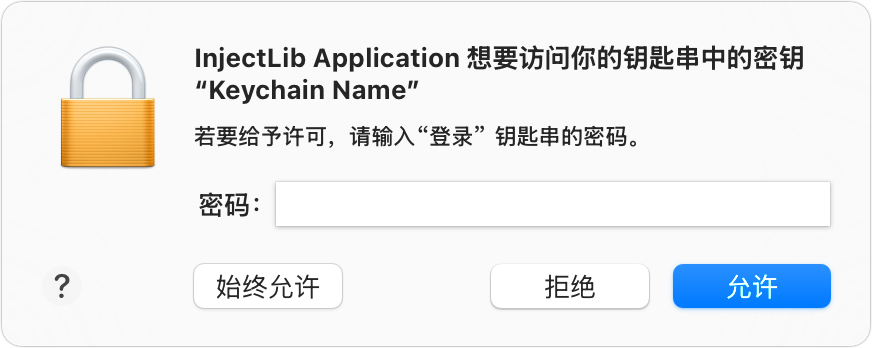 InjectLib Application 想要访问你的钥匙串中的密钥
“Keychain Name”
若要给予许可，请输入“登录”钥匙串的密码。
密码：
?
始终允许
拒绝
允许